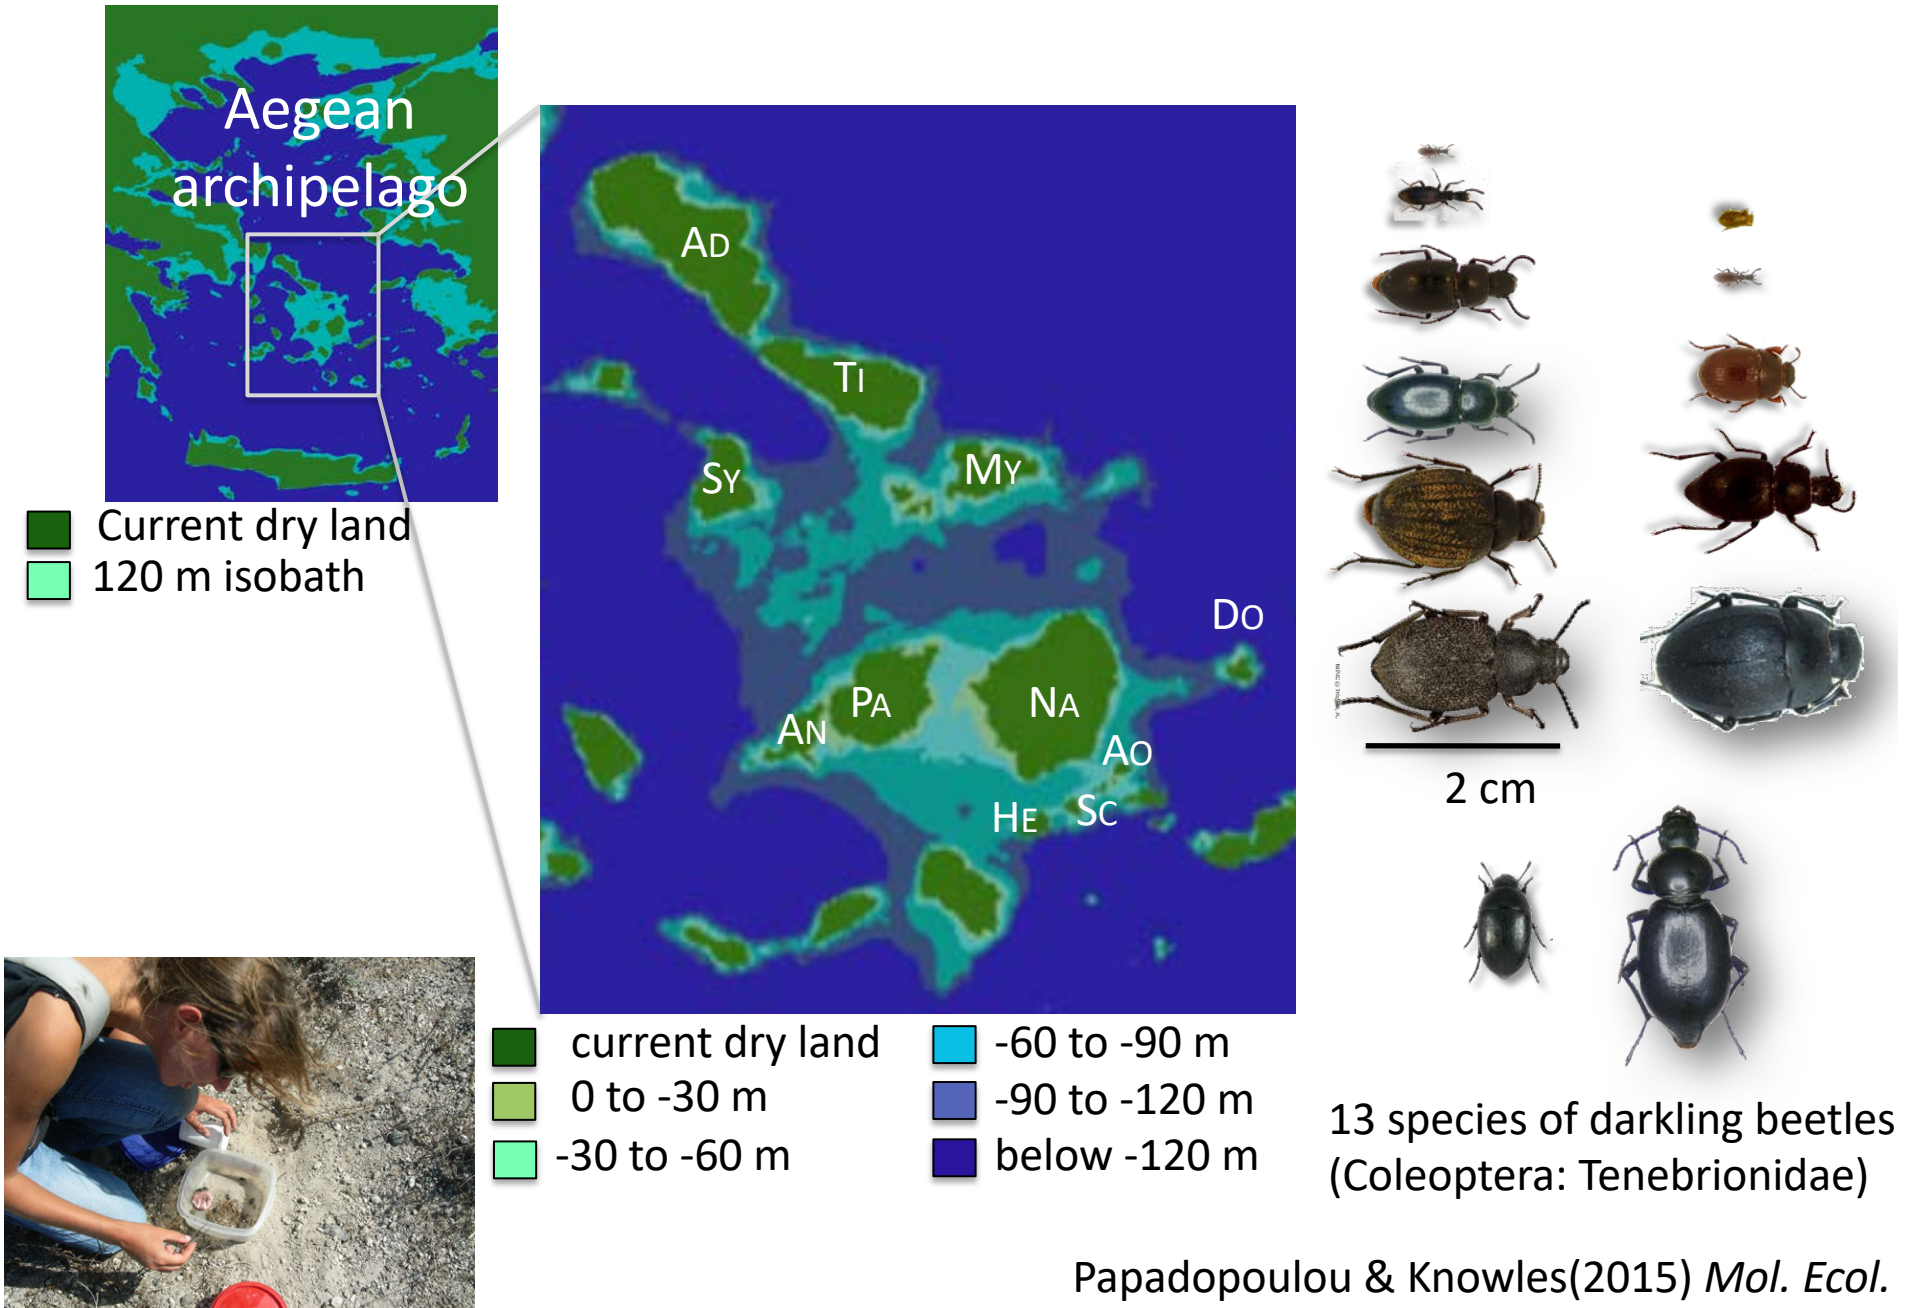 Aegean
archipelago
Current dry land
120 m isobath
AD
TI
SY
MY
DO
PA
NA
AN
AO
HE
SC
current dry land
0 to -30 m
-30 to -60 m
-60 to -90 m
-90 to -120 m
below -120 m
2 cm
13 species of darkling beetles
(Coleoptera: Tenebrionidae)
Papadopoulou & Knowles(2015) Mol. Ecol.